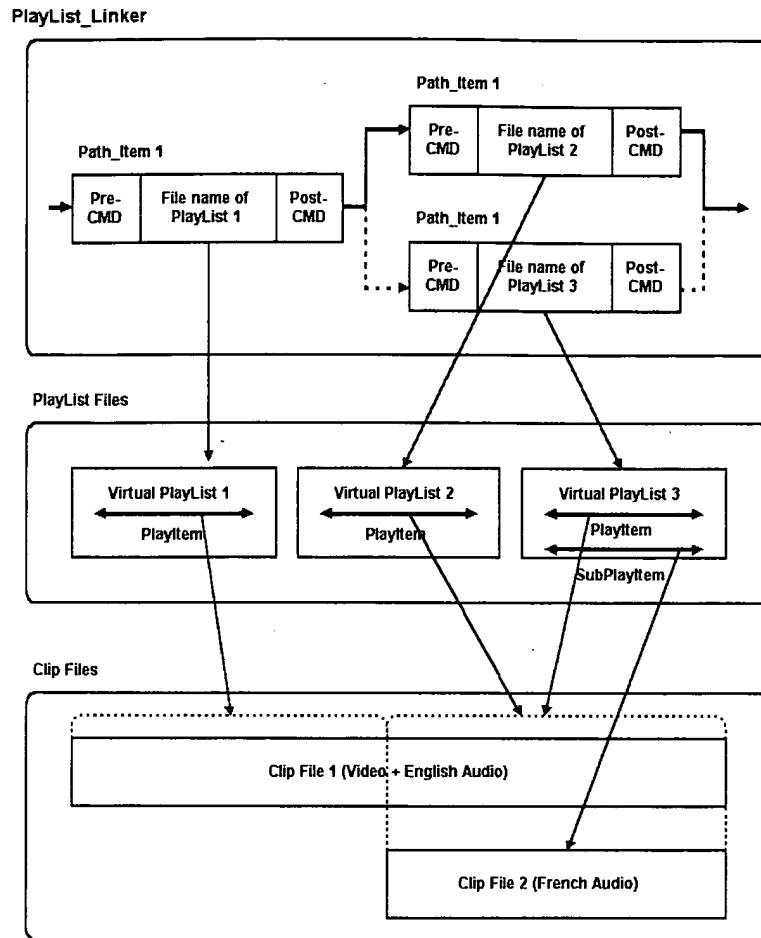 PlayList_Linker
Path_Item 1
Pre-
CMD
File name of
PlayList 2
Post-
CMD
Path_Item 1
Pre-
CMD
File name of
PlayList 1
Post-
CMD
Path_Item 1
Pre-
CMD
File name of
PlayList 3
Post-
CMD
PlayList Files
Virtual PlayList 1
PlayItem
Virtual PlayList 2
PlayItem
Virtual PlayList 3
PlayItem
SubPlayItem
Clip Files
Clip File 1 (Video + English Audio)
Clip File 2 (French Audio)